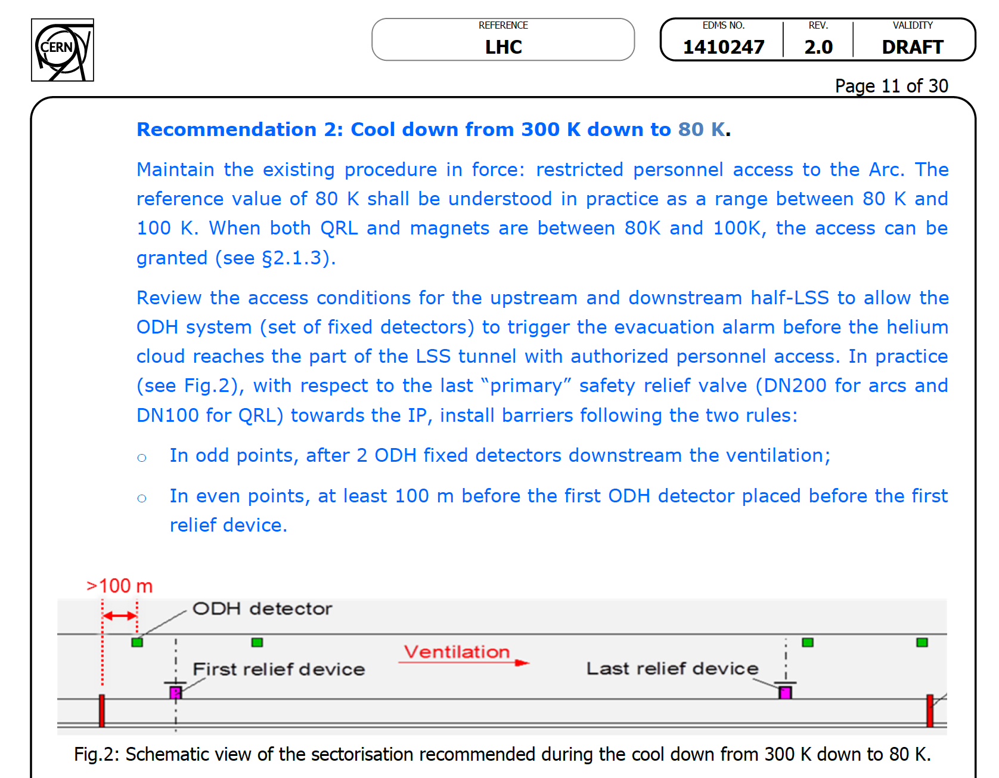 CERN
REFERENCE
LHC
EDMS NO.
1410247
REV.
2.0
VALIDITY
DRAFT
Page 11 of 30
Recommendation 2: Cool down from 300 K down to 80 K.
Maintain the existing procedure in force: restricted personnel access to the Arc. The
reference value of 80 K shall be understood in practice as a range between 80 K and
100 K. When both QRL and magnets are between 80K and 100K, the access can be
granted (see §2.1.3).
Review the access conditions for the upstream and downstream half-LSS to allow the
ODH system (set of fixed detectors) to trigger the evacuation alarm before the helium
cloud reaches the part of the LSS tunnel with authorized personnel access. In practice
(see Fig.2), with respect to the last “primary” safety relief valve (DN200 for arcs and
DN100 for QRL) towards the IP, install barriers following the two rules:
○ In odd points, after 2 ODH fixed detectors downstream the ventilation;
○ In even points, at least 100 m before the first ODH detector placed before the first
relief device.
>100 m
ODH detector
Ventilation
First relief device
Last relief device
Fig.2: Schematic view of the sectorisation recommended during the cool down from 300 K down to 80 K.